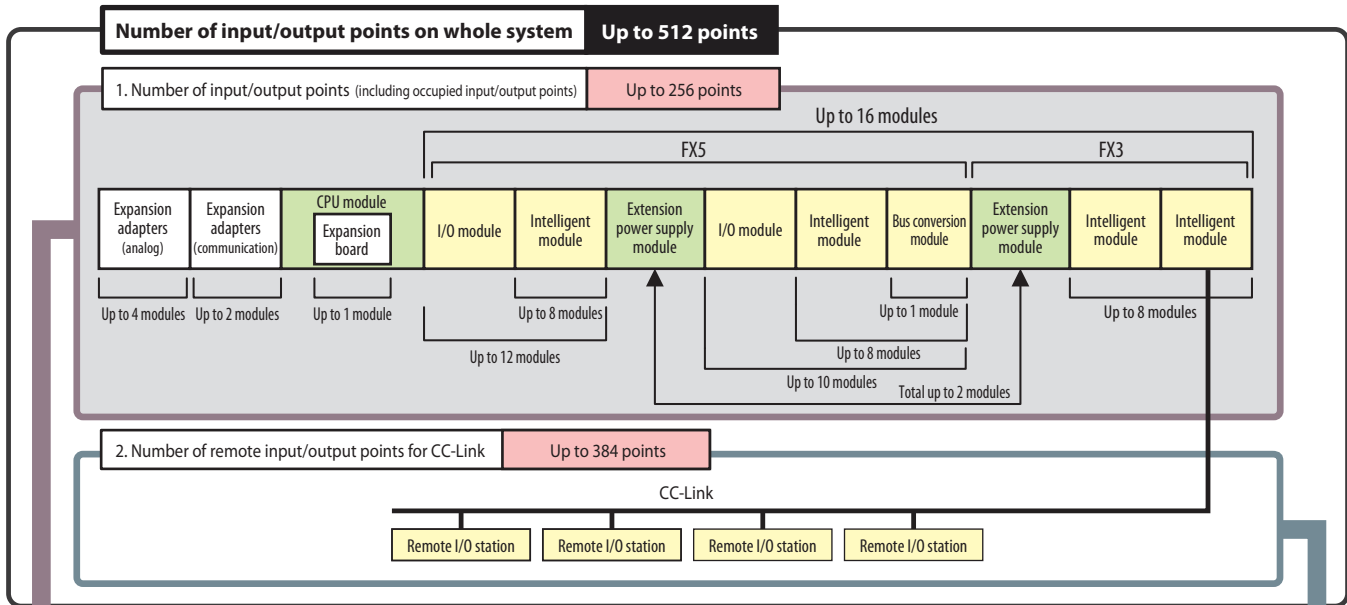 Number of input/output points on whole system Up to 512 points
1. Number of input/output points (including occupied input/output points) Up to 256 points
Up to 16 modules
FX5 FX3
Expansion
adapters
(analog)
Expansion
adapters
(communication)
CPU module
Expansion
board
I/O module
Intelligent
module
Extension
power supply
module
I/O module
Intelligent
module
Bus conversion
module
Extension
power supply
module
Intelligent
module
Intelligent
module
Up to 4 modules Up to 2 modules Up to 1 module Up to 8 modules Up to 1 module Up to 8 modules
Up to 12 modules Up to 8 modules
Up to 10 modules
Total up to 2 modules
2. Number of remote input/output points for CC-Link Up to 384 points
CC-Link
Remote I/O station Remote I/O station Remote I/O station Remote I/O station